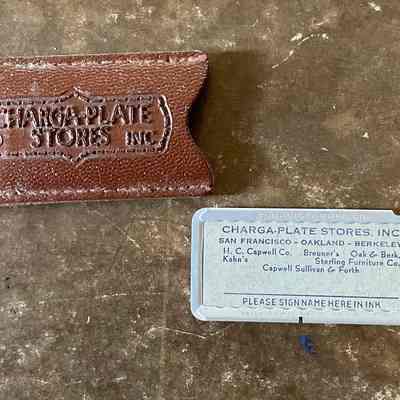 CHARGA-PLATE
STORES INC.
CHARGA-PLATE STORES, INC.
SAN FRANCISCO - OAKLAND - BERKELEY
H. C. Capwell Co. Breuner's Oak & Berk.
Kahn's Sterling Furniture Co.
Capwell Sullivan & Forth
PLEASE SIGN NAME HERE IN INK